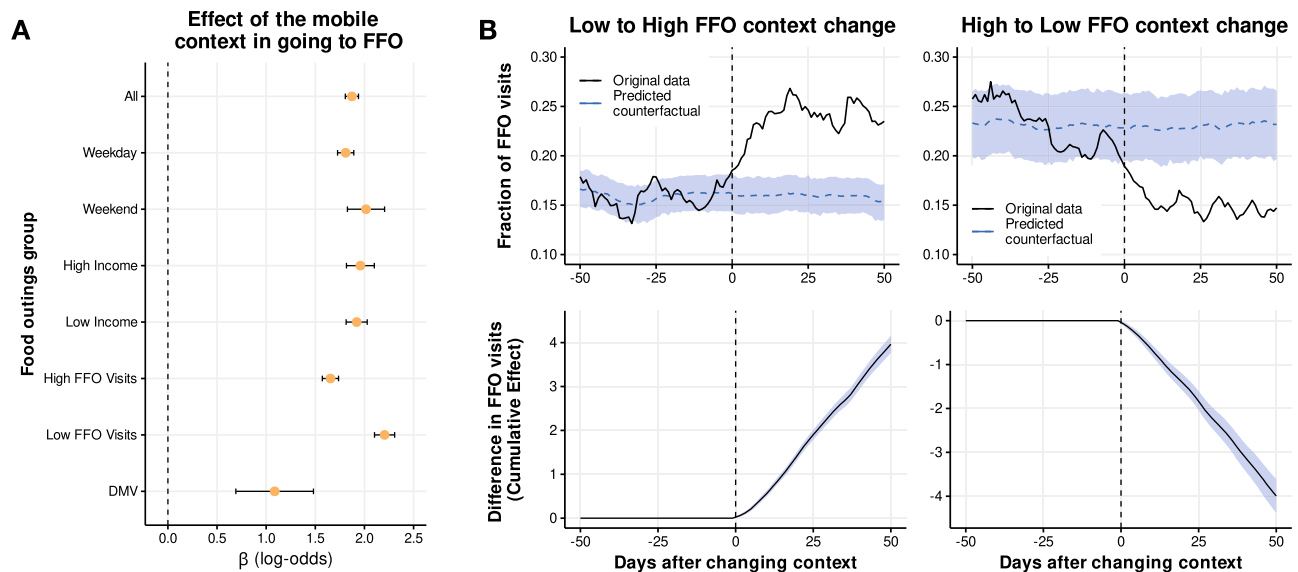 A
Effect of the mobile
context in going to FFO
Food outings group
All
Weekday
Weekend
High Income
Low Income
High FFO Visits
Low FFO Visits
DMV
0.0 0.5 1.0 1.5 2.0 2.5
β (log-odds)
B
Low to High FFO context change
Fraction of FFO visits
0.30
0.25
0.20
0.15
0.10
Original data
Predicted
counterfactual
-50 -25 0 25 50
High to Low FFO context change
0.30
0.25
0.20
0.15
0.10
Original data
Predicted
counterfactual
-50 -25 0 25 50
Difference in FFO visits
(Cumulative Effect)
4
3
2
1
0
-50 -25 0 25 50
Days after changing context
0
-1
-2
-3
-4
-50 -25 0 25 50
Days after changing context